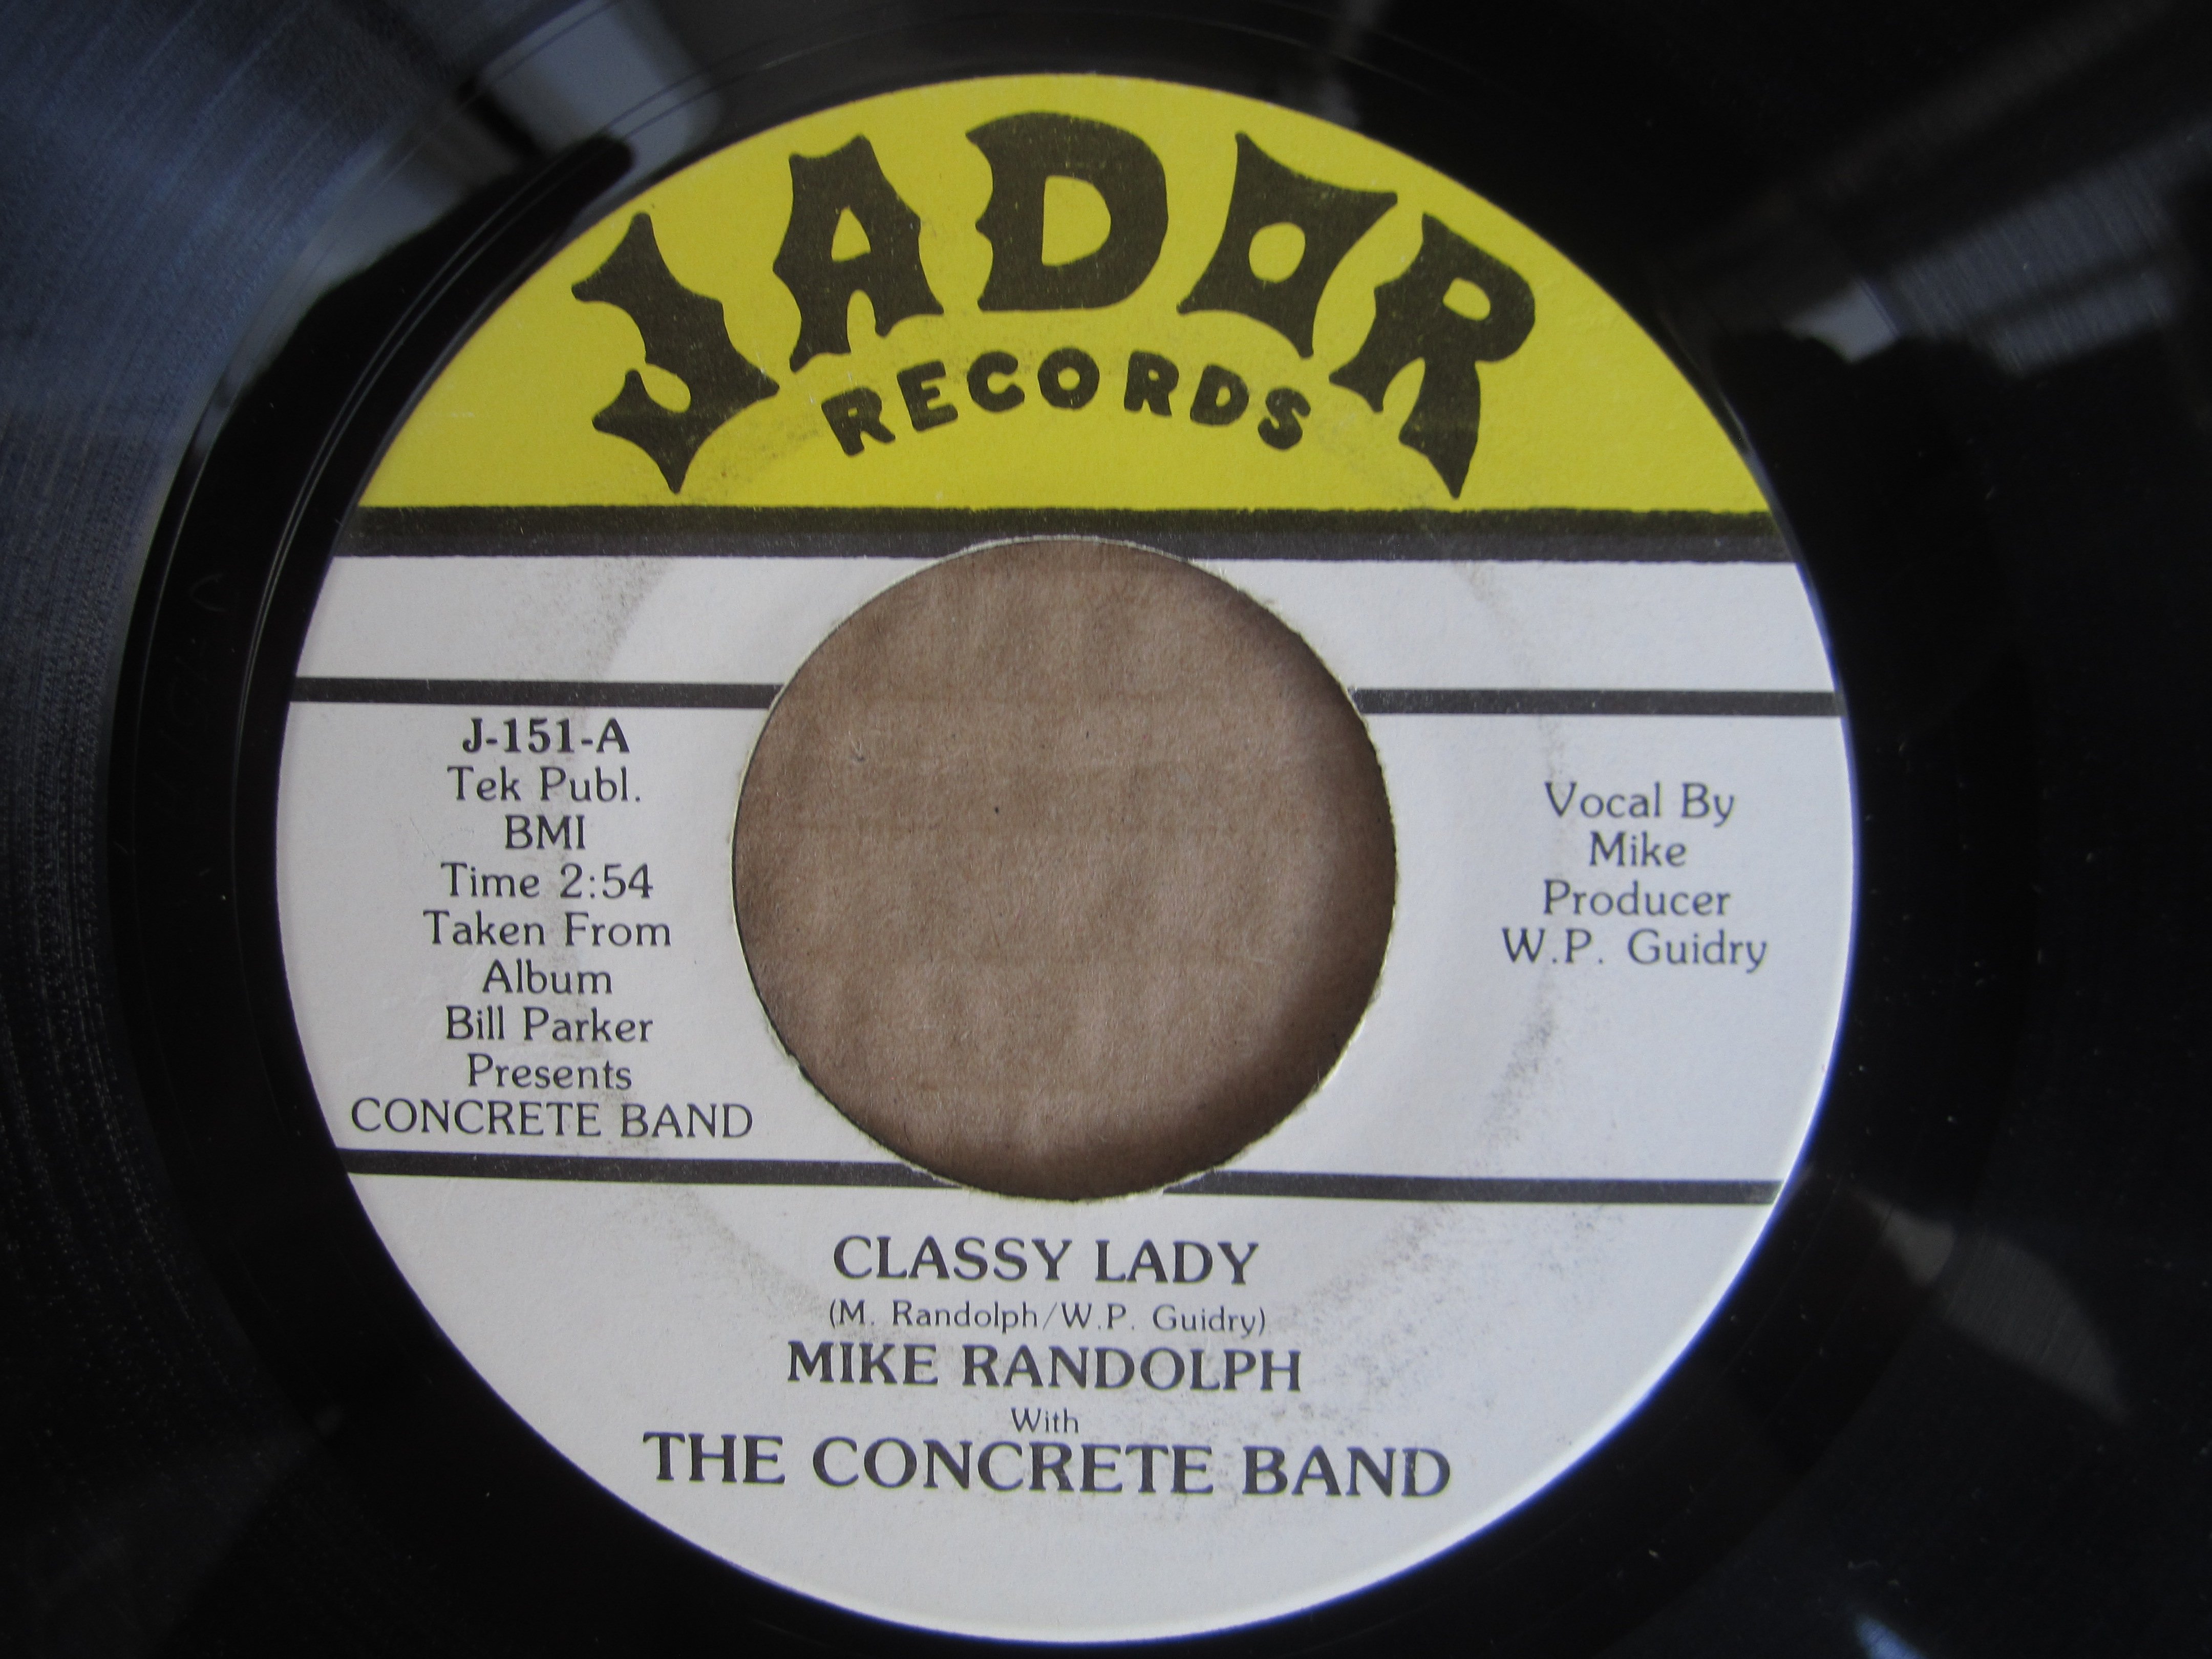 JADOR
RECORDS
J-151-A
Tek Publ.
BMI
Time 2:54
Taken From
Album
Bill Parker
Presents
CONCRETE BAND
Vocal By
Mike
Producer
W.P. Guidry
CLASSY LADY
(M. Randolph/W.P. Guidry)
MIKE RANDOLPH
With
THE CONCRETE BAND